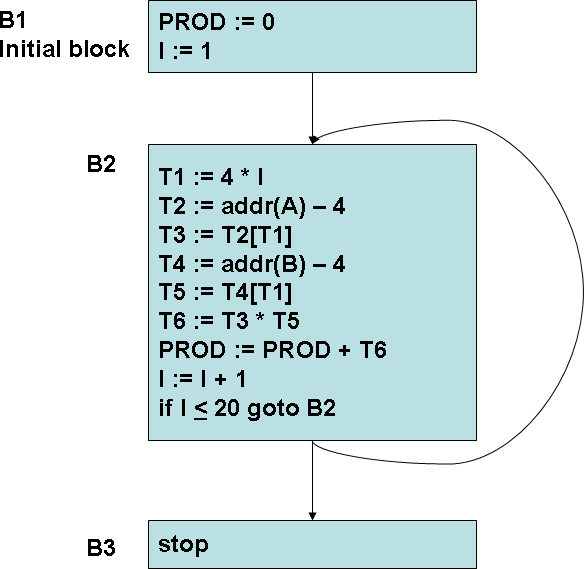 B1
Initial block
PROD := 0
I := 1
B2
T1 := 4 * I
T2 := addr(A) – 4
T3 := T2[T1]
T4 := addr(B) – 4
T5 := T4[T1]
T6 := T3 * T5
PROD := PROD + T6
I := I + 1
if I ≤ 20 goto B2
B3
stop